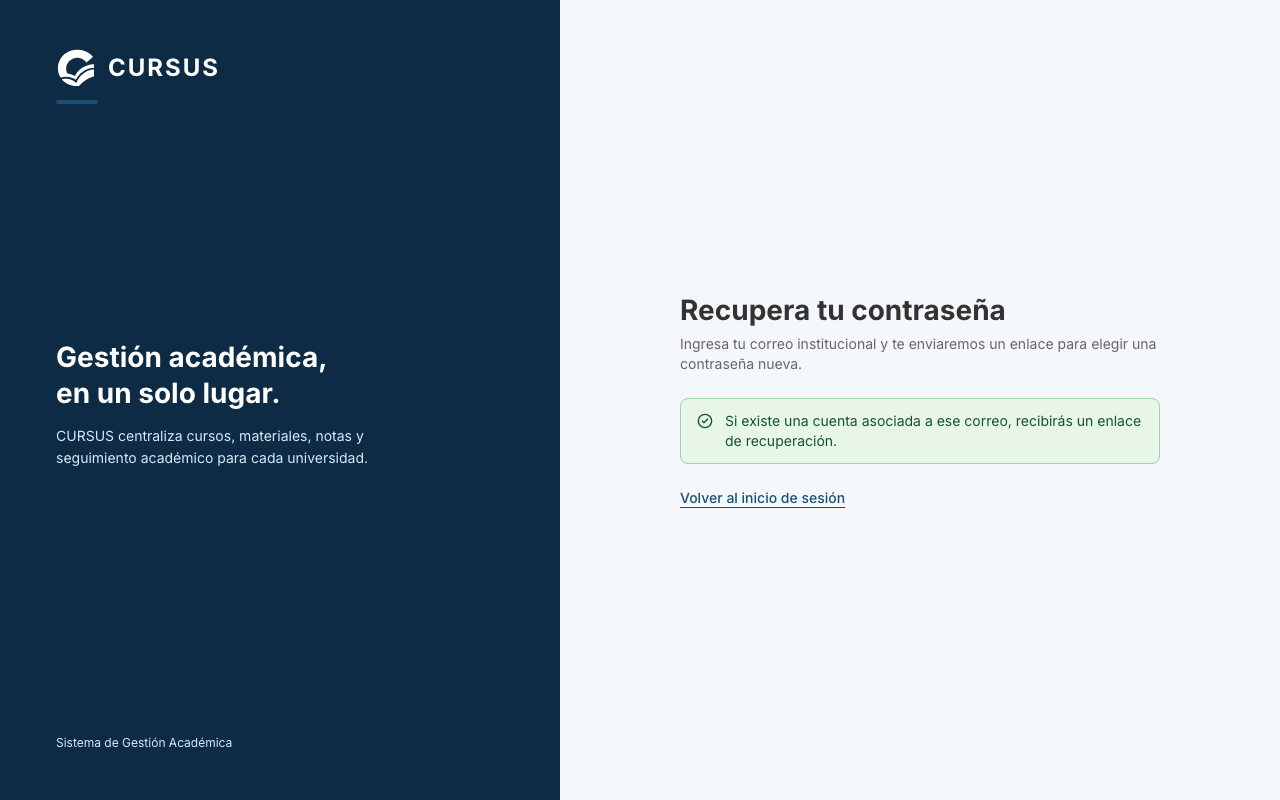 CURSUS
Gestión académica,
en un solo lugar.
CURSUS centraliza cursos, materiales, notas y
seguimiento académico para cada universidad.
Sistema de Gestión Académica
Recupera tu contraseña
Ingresa tu correo institucional y te enviaremos un enlace para elegir una
contraseña nueva.
Si existe una cuenta asociada a ese correo, recibirás un enlace
de recuperación.
Volver al inicio de sesión